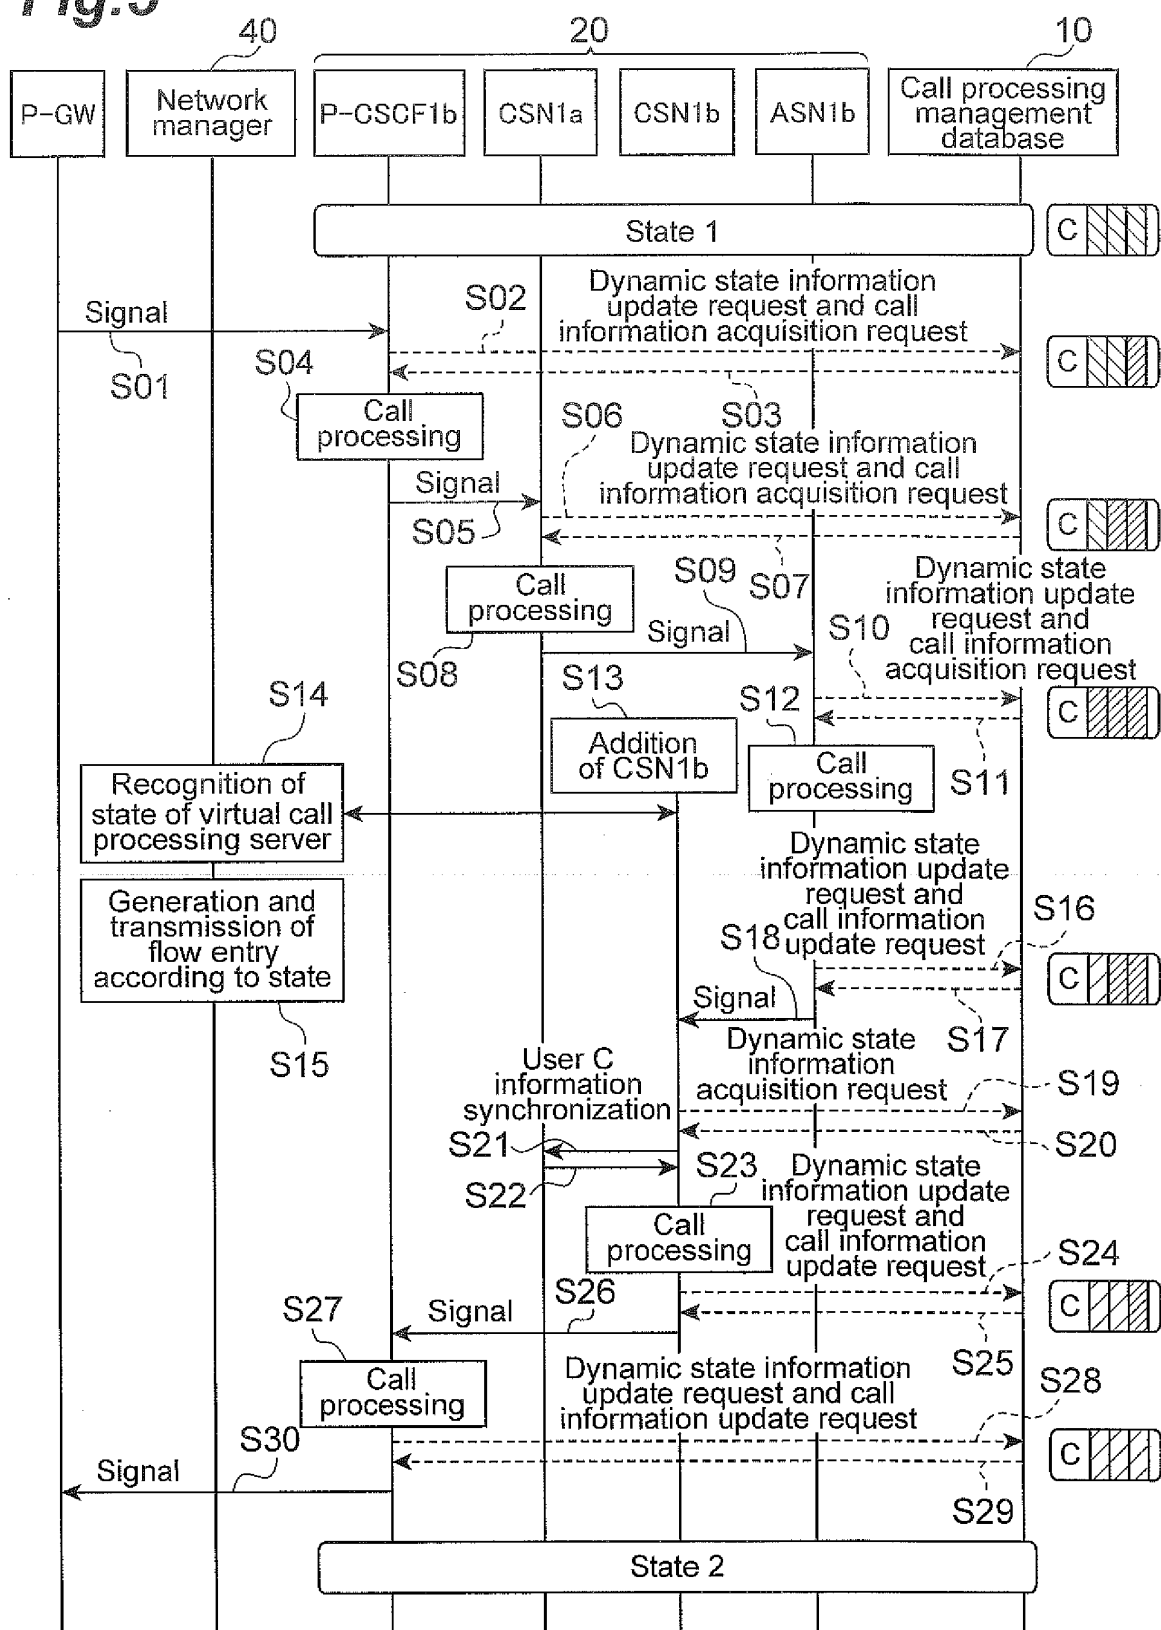 Fig.5
40
20
10
P-GW
Network
manager
P-CSCF1b
CSN1a
CSN1b
ASN1b
Call processing
management
database
State 1
C
Dynamic state information
update request and call
information acquisition request
S02
Signal
S01
C
S03
S04
Call
processing
S06
Dynamic state information
update request and call
information acquisition request
Signal
S05
C
S07
Call
processing
S08
S09
Signal
Dynamic state
information update
request and
call information
acquisition request
S10
C
S11
S13
Addition
of CSN1b
S12
Call
processing
S14
Recognition of
state of virtual call
processing server
Generation and
transmission of
flow entry
according to state
S15
Dynamic state
information update
request and
call information
update request
S16
C
S17
S18
Signal
Dynamic state
information
acquisition request
S19
S20
User C
information
synchronization
S21
S22
S23
Call
processing
Dynamic state
information update
request and
call information
update request
S24
C
S25
S26
Signal
S27
Call
processing
Dynamic state information
update request and call
information update request
S28
C
S29
S30
Signal
State 2